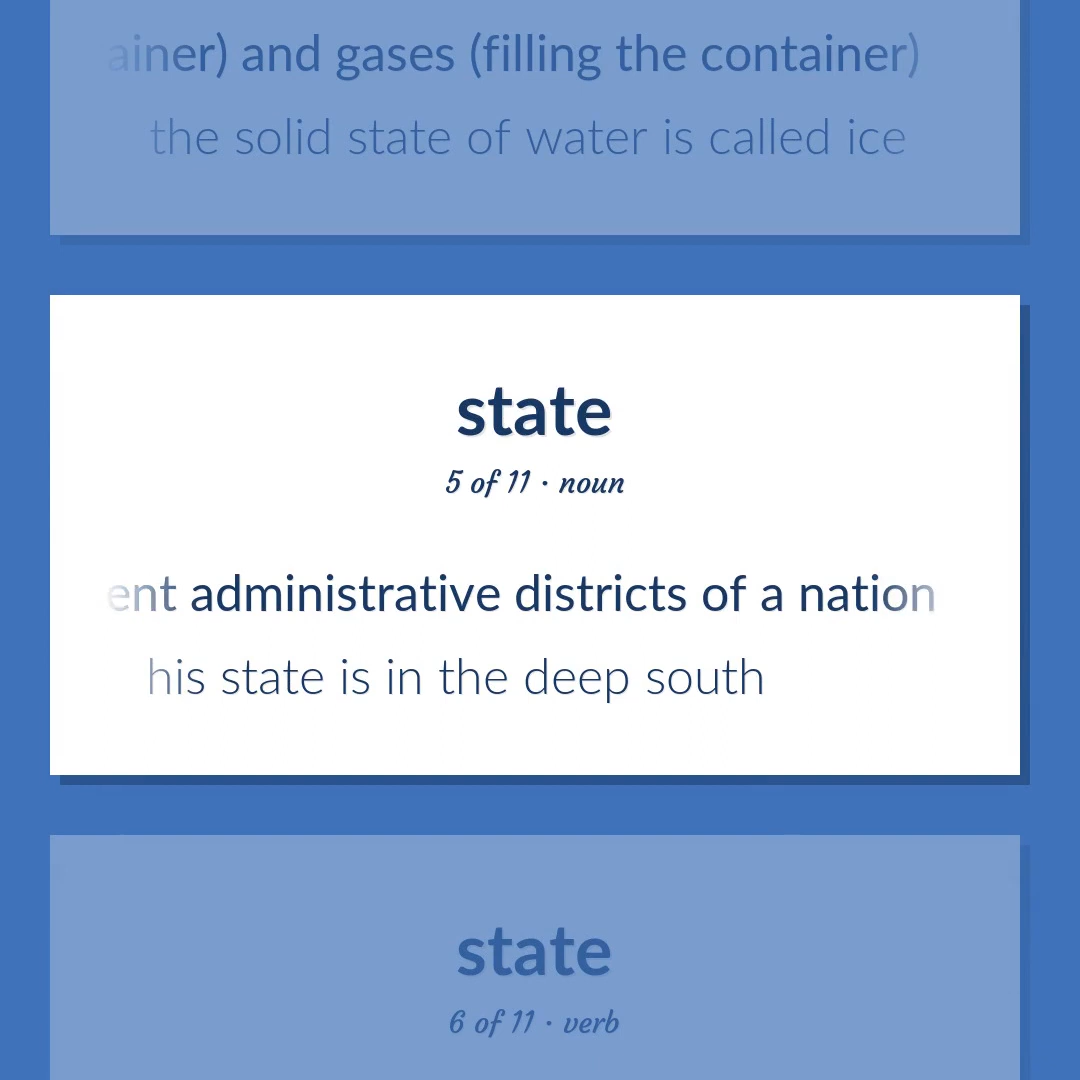 ainer) and gases (filling the container)
the solid state of water is called ice
state
5 of 11 · noun
ent administrative districts of a nation
his state is in the deep south
state
6 of 11 · verb